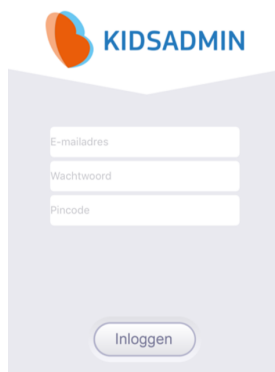 KIDSADMIN
E-mailadres
Wachtwoord
Pincode
Inloggen